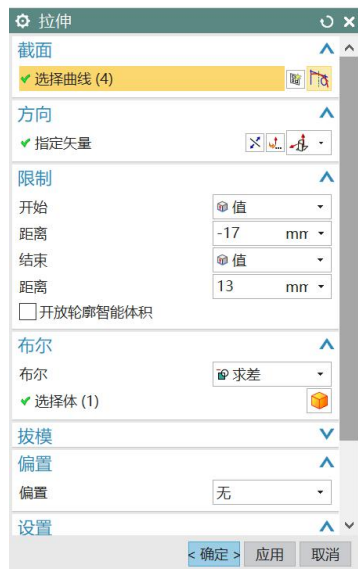 拉伸
截面
选择曲线 (4)
方向
指定矢量
限制
开始 值
距离 -17 mm
结束 值
距离 13 mm
开放轮廓智能体积
布尔
布尔 求差
选择体 (1)
拔模
偏置
偏置 无
设置
< 确定 > 应用 取消